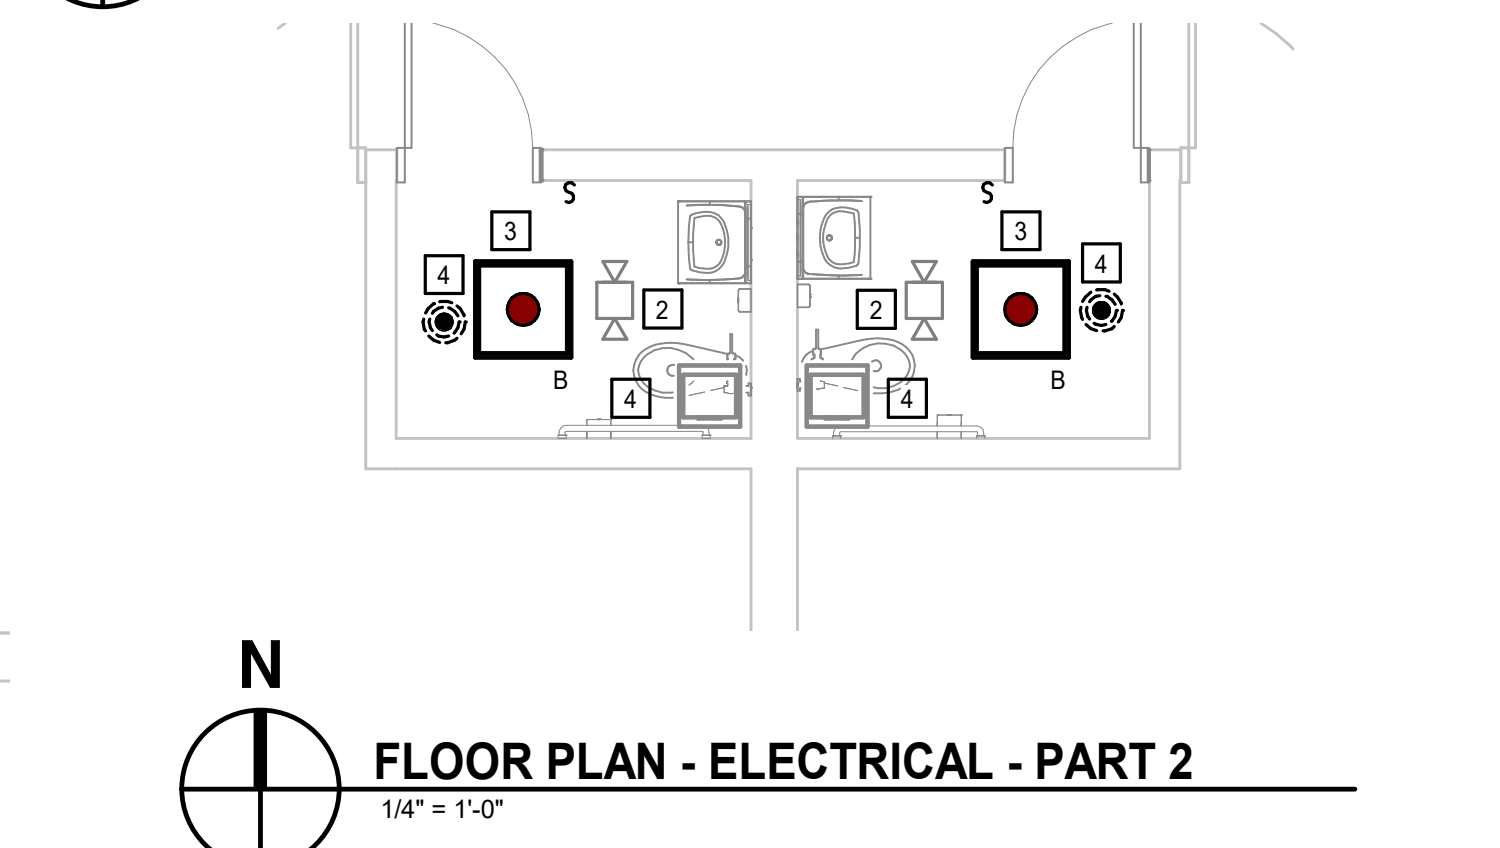 S S
3 3
4 4
2 2
B B
4 4
N
FLOOR PLAN - ELECTRICAL - PART 2
1/4" = 1'-0"